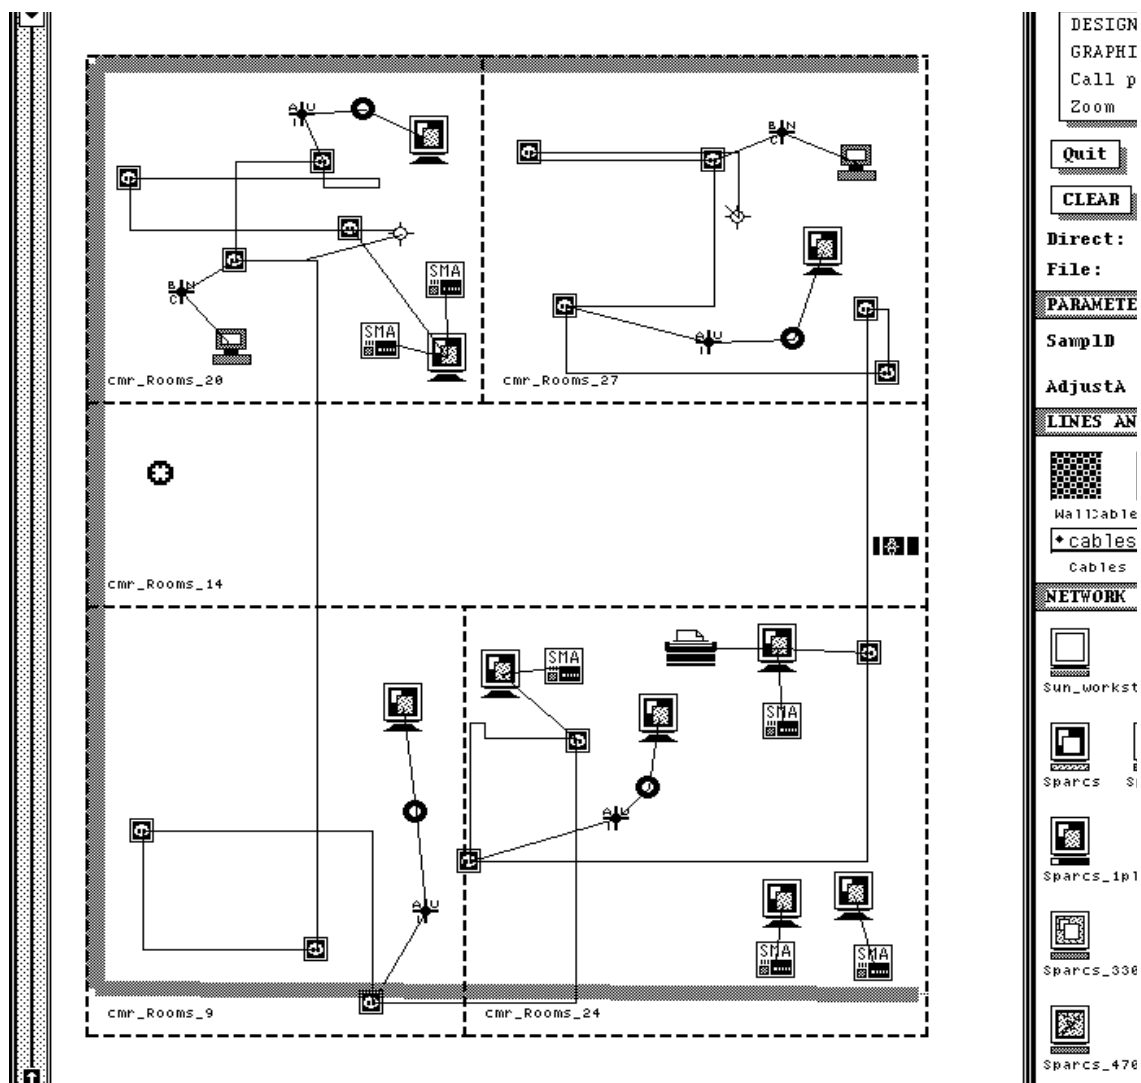 DESIGN
GRAPHI
Call p
Zoom
Quit
CLEAR
Direct:
File:
PARAMETE
SamplD
AdjustA
LINES AN
WallCable
cables
Cables
NETWORK
Sun_workst
Sparcs
Sparcs_1pl
Sparcs_330
Sparcs_470
A U
I
B N
C
SMA
SMA
B N
C
A U
I
cmr_Rooms_20
cmr_Rooms_27
cmr_Rooms_14
SMA
SMA
A U
I
A U
SMA
SMA
cmr_Rooms_9
cmr_Rooms_24